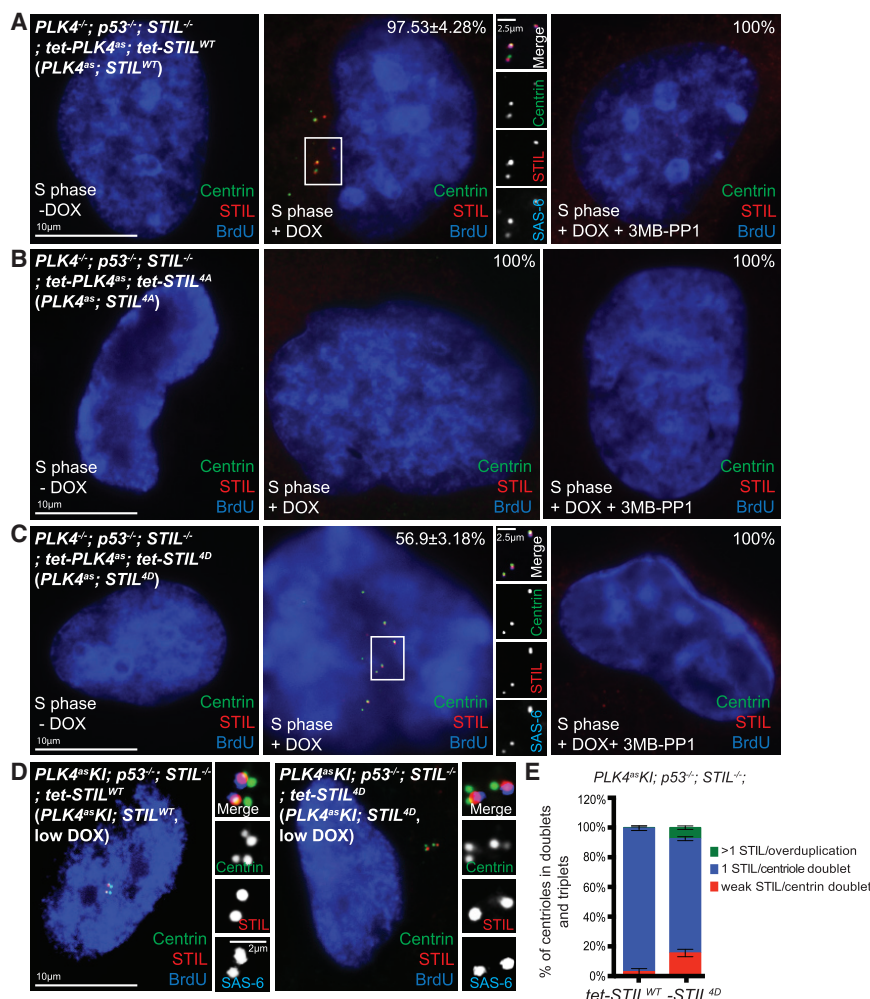 A
PLK4-/-; p53-/-; STIL-/-
; tet-PLK4as; tet-STILWT
(PLK4as; STILWT)
S phase
-DOX
Centrin
STIL
BrdU
10µm
97.53±4.28%
S phase
+ DOX
Centrin
STIL
BrdU
2.5µm
Merge
Centrin
STIL
SAS-6
100%
S phase
+ DOX + 3MB-PP1
Centrin
STIL
BrdU
B
PLK4-/-; p53-/-; STIL-/-
; tet-PLK4as; tet-STIL4A
(PLK4as; STIL4A)
S phase
- DOX
Centrin
STIL
BrdU
10µm
100%
S phase
+ DOX
Centrin
STIL
BrdU
100%
S phase
+ DOX + 3MB-PP1
Centrin
STIL
BrdU
C
PLK4-/-; p53-/-; STIL-/-
; tet-PLK4as; tet-STIL4D
(PLK4as; STIL4D)
S phase
- DOX
Centrin
STIL
BrdU
10µm
56.9±3.18%
S phase
+ DOX
Centrin
STIL
BrdU
2.5µm
Merge
Centrin
STIL
SAS-6
100%
S phase
+ DOX+ 3MB-PP1
Centrin
STIL
BrdU
D
PLK4asKI; p53-/-; STIL-/-
; tet-STILWT
(PLK4asKI; STILWT,
low DOX)
Centrin
STIL
BrdU
10µm
Merge
Centrin
STIL
2µm
SAS-6
PLK4asKI; p53-/-; STIL-/-
; tet-STIL4D
(PLK4asKI; STIL4D,
low DOX)
Centrin
STIL
BrdU
Merge
Centrin
STIL
SAS-6
E
PLK4asKI; p53-/-; STIL-/-;
% of centrioles in doublets
and triplets
120%
100%
80%
60%
40%
20%
0%
>1 STIL/overduplication
1 STIL/centriole doublet
weak STIL/centrin doublet
tet-STILWT -STIL4D